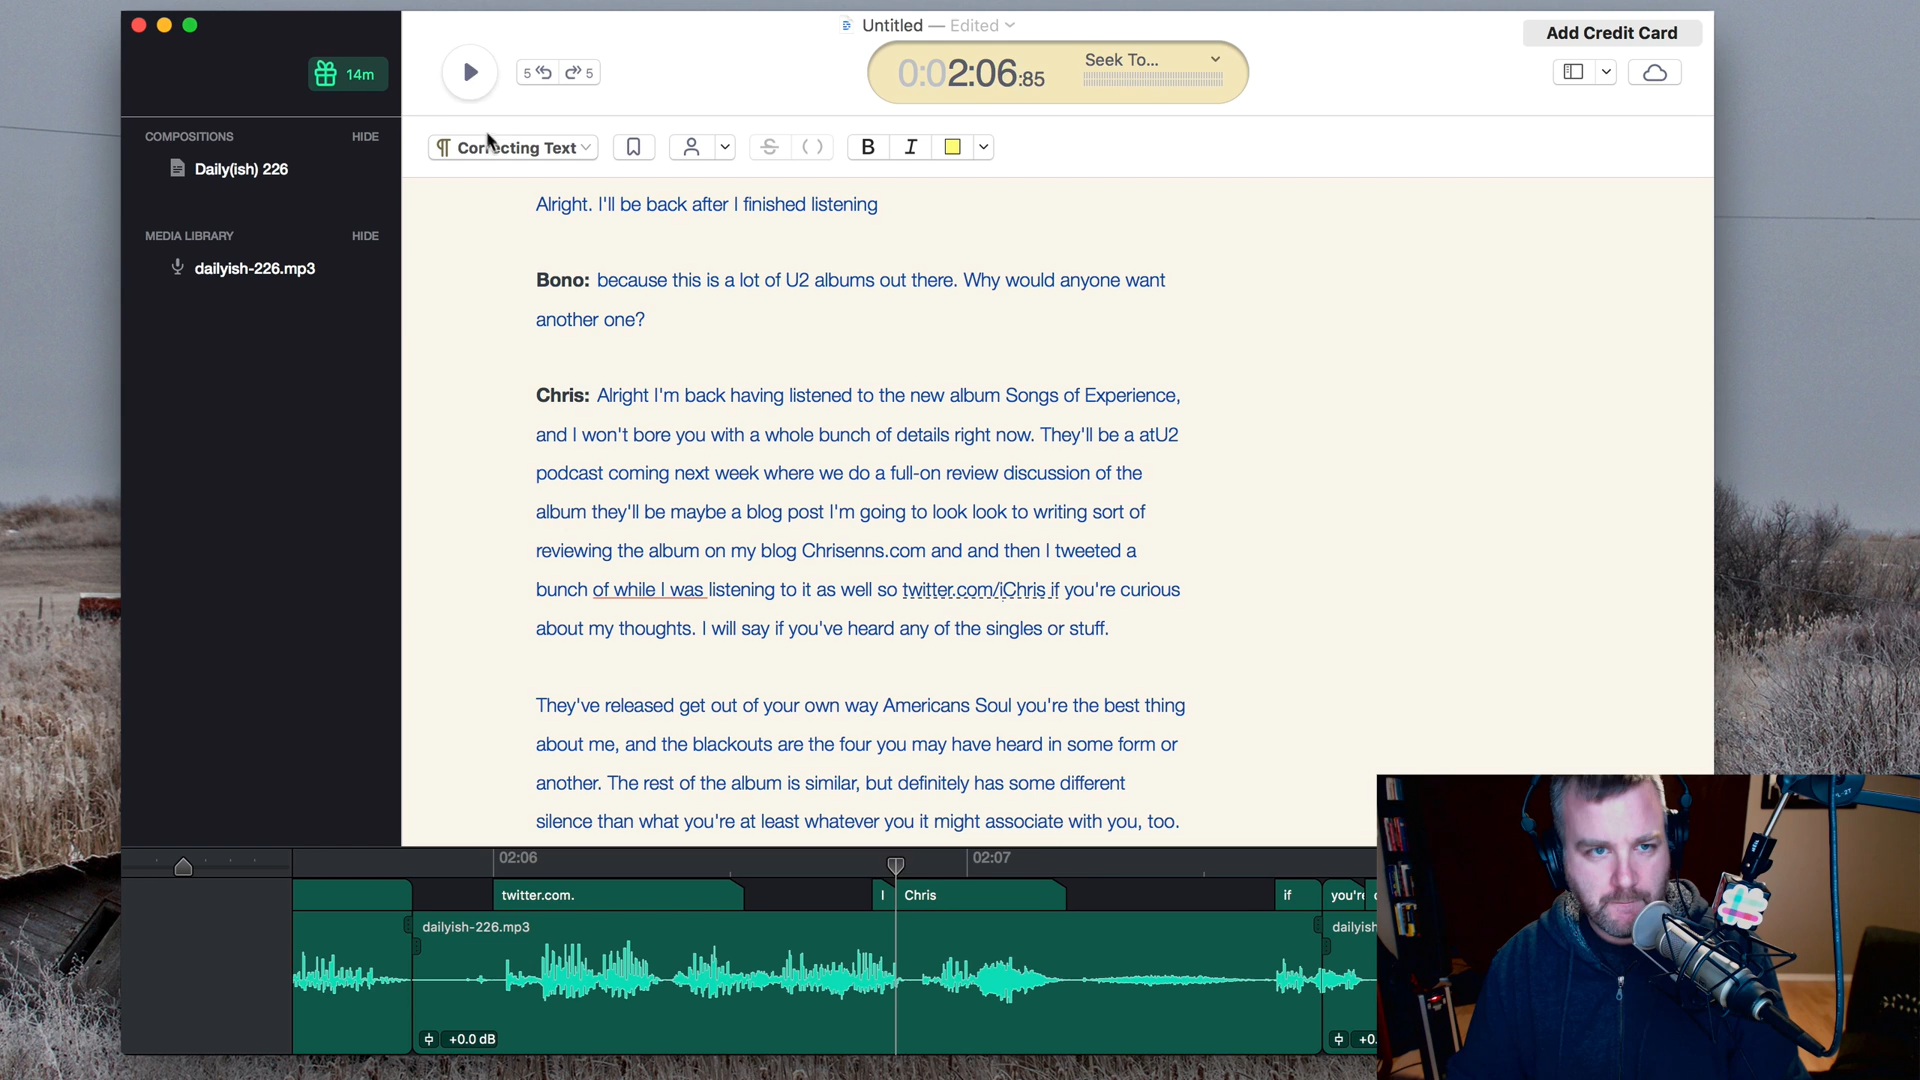 Untitled — Edited
Add Credit Card
14m
5 5
0:02:06:85
Seek To...
COMPOSITIONS HIDE
Correcting Text
B I
Daily(ish) 226
Alright. I'll be back after I finished listening
MEDIA LIBRARY HIDE
dailyish-226.mp3
Bono: because this is a lot of U2 albums out there. Why would anyone want
another one?
Chris: Alright I'm back having listened to the new album Songs of Experience,
and I won't bore you with a whole bunch of details right now. They'll be a atU2
podcast coming next week where we do a full-on review discussion of the
album they'll be maybe a blog post I'm going to look look to writing sort of
reviewing the album on my blog Chrisenns.com and and then I tweeted a
bunch of while I was listening to it as well so twitter.com/iChris if you're curious
about my thoughts. I will say if you've heard any of the singles or stuff.
They've released get out of your own way Americans Soul you're the best thing
about me, and the blackouts are the four you may have heard in some form or
another. The rest of the album is similar, but definitely has some different
silence than what you're at least whatever you it might associate with you, too.
02:06 02:07
twitter.com. I Chris if you're
dailyish-226.mp3 dailyish
+0.0 dB +0.